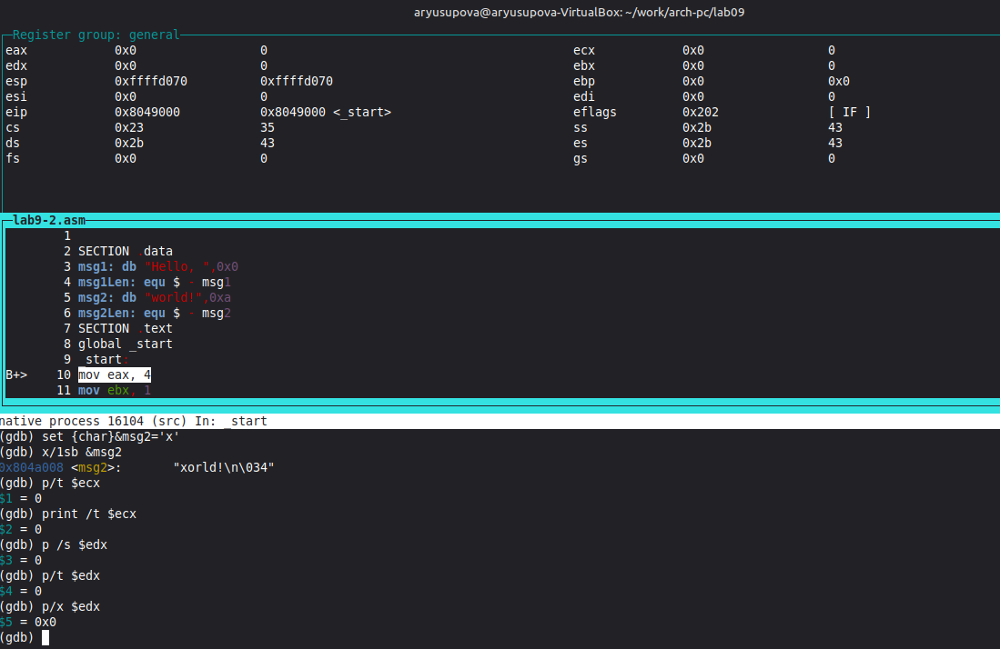 aryusupova@aryusupova-VirtualBox: ~/work/arch-pc/lab09
Register group: general
eax 0x0 0 ecx 0x0 0
edx 0x0 0 ebx 0x0 0
esp 0xffffd070 0xffffd070 ebp 0x0 0x0
esi 0x0 0 edi 0x0 0
eip 0x8049000 0x8049000 <_start> eflags 0x202 [ IF ]
cs 0x23 35 ss 0x2b 43
ds 0x2b 43 es 0x2b 43
fs 0x0 0 gs 0x0 0
lab9-2.asm
1
2 SECTION .data
3 msg1: db "Hello, ",0x0
4 msg1Len: equ $ - msg1
5 msg2: db "world!",0xa
6 msg2Len: equ $ - msg2
7 SECTION .text
8 global _start
9 _start:
B+> 10 mov eax, 4
11 mov ebx, 1
native process 16104 (src) In: _start
(gdb) set {char}&msg2='x'
(gdb) x/1sb &msg2
0x804a008 <msg2>: "xorld!\n\034"
(gdb) p/t $ecx
$1 = 0
(gdb) print /t $ecx
$2 = 0
(gdb) p /s $edx
$3 = 0
(gdb) p/t $edx
$4 = 0
(gdb) p/x $edx
$5 = 0x0
(gdb)